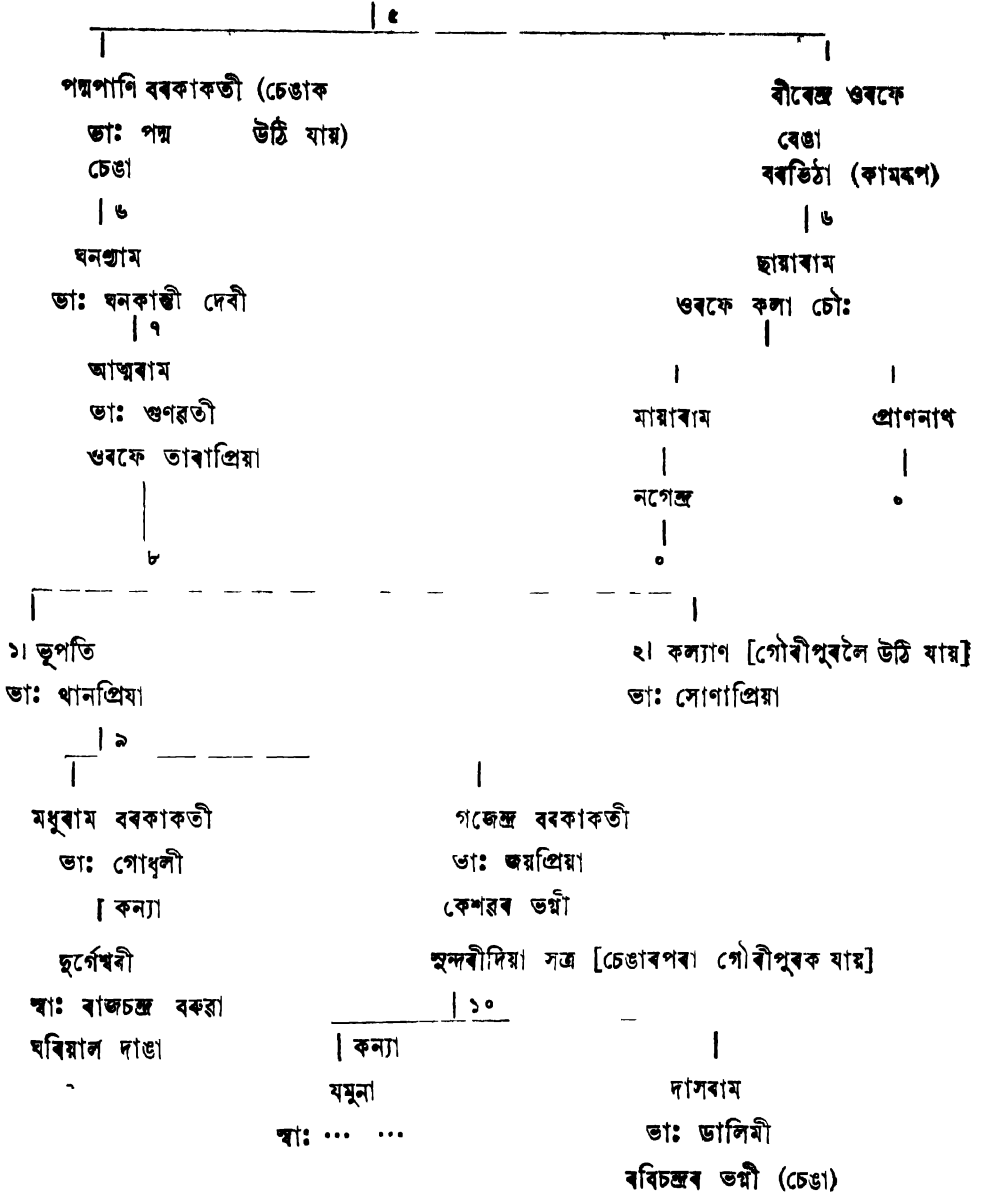 ৫
পদ্মপাণি বৰকাকতী (চেঙাক বীৰেন্দ্ৰ ওৰফে
ভাঃ পদ্ম উঠি যায়) ৰেঙা
চেঙা বৰভিঠা (কামৰূপ)
৬ ৬
ঘনশ্যাম ছায়াৰাম
ভাঃ ঘনকান্তী দেবী ওৰফে কলা চৌঃ
৭
আত্মৰাম
ভাঃ গুণৱতী মায়াৰাম প্ৰাণনাথ
ওৰফে তাৰাপ্ৰিয়া
নগেন্দ্ৰ ০
৮ ০
১। ভূপতি ২। কল্যাণ [গৌৰীপুৰলৈ উঠি যায়]
ভাঃ থানপ্ৰিযা ভাঃ সোণাপ্ৰিয়া
৯
মধুৰাম বৰকাকতী গজেন্দ্ৰ বৰকাকতী
ভাঃ গোধূলী ভাঃ জয়প্ৰিয়া
কন্যা কেশৱৰ ভগ্নী
দুৰ্গেশ্বৰী সুন্দৰীদিয়া সত্ৰ [চেঙাৰপৰা গৌৰীপুৰক যায়]
স্বাঃ ৰাজচন্দ্ৰ বৰুৱা ১০
ঘৰিয়াল দাঙা কন্যা
যমুনা দাসৰাম
স্বাঃ ... ... ভাঃ ডালিমী
ৰবিচন্দ্ৰৰ ভগ্নী (চেঙা)